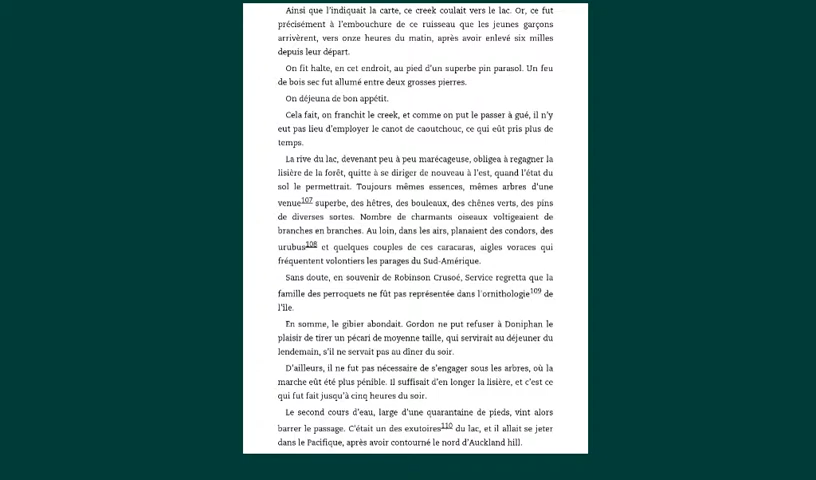 Ainsi que l'indiquait la carte, ce creek coulait vers le lac. Or, ce fut
précisément à l'embouchure de ce ruisseau que les jeunes garçons
arrivèrent, vers onze heures du matin, après avoir enlevé six milles
depuis leur départ.
On fit halte, en cet endroit, au pied d'un superbe pin parasol. Un feu
de bois sec fut allumé entre deux grosses pierres.
On déjeuna de bon appétit.
Cela fait, on franchit le creek, et comme on put le passer à gué, il n'y
eut pas lieu d'employer le canot de caoutchouc, ce qui eût pris plus de
temps.
La rive du lac, devenant peu à peu marécageuse, obligea à regagner la
lisière de la forêt, quitte à se diriger de nouveau à l'est, quand l'état du
sol le permettrait. Toujours mêmes essences, mêmes arbres d'une
venue107 superbe, des hêtres, des bouleaux, des chênes verts, des pins
de diverses sortes. Nombre de charmants oiseaux voltigeaient de
branches en branches. Au loin, dans les airs, planaient des condors, des
urubus108 et quelques couples de ces caracaras, aigles voraces qui
fréquentent volontiers les parages du Sud-Amérique.
Sans doute, en souvenir de Robinson Crusoé, Service regretta que la
famille des perroquets ne fût pas représentée dans l'ornithologie109 de
l'île.
En somme, le gibier abondait. Gordon ne put refuser à Doniphan le
plaisir de tirer un pécari de moyenne taille, qui servirait au déjeuner du
lendemain, s'il ne servait pas au dîner du soir.
D'ailleurs, il ne fut pas nécessaire de s'engager sous les arbres, où la
marche eût été plus pénible. Il suffisait d'en longer la lisière, et c'est ce
qui fut fait jusqu'à cinq heures du soir.
Le second cours d'eau, large d'une quarantaine de pieds, vint alors
barrer le passage. C'était un des exutoires110 du lac, et il allait se jeter
dans le Pacifique, après avoir contourné le nord d'Auckland hill.